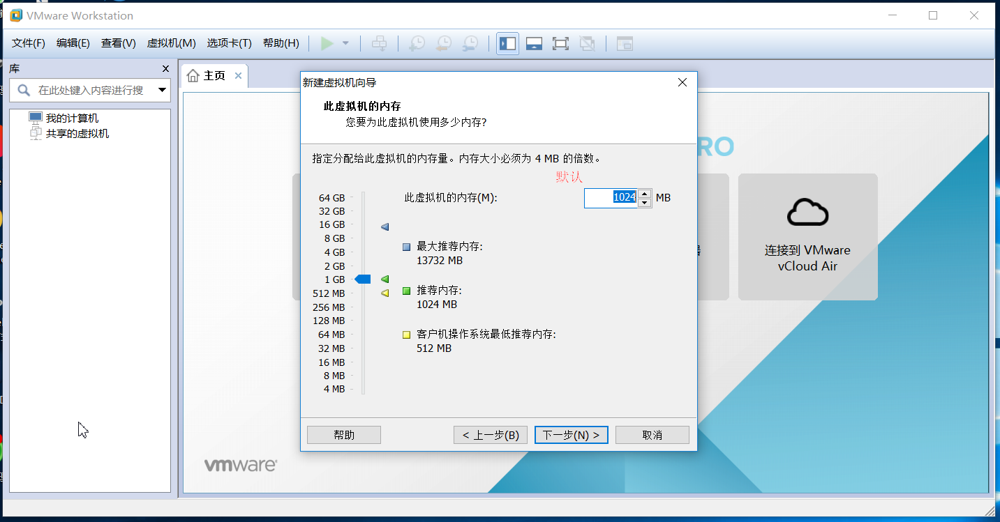 VMware Workstation
文件(F) 编辑(E) 查看(V) 虚拟机(M) 选项卡(T) 帮助(H)
库
在此处键入内容进行搜
我的计算机
共享的虚拟机
主页
新建虚拟机向导
此虚拟机的内存
您要为此虚拟机使用多少内存?
指定分配给此虚拟机的内存量。内存大小必须为 4 MB 的倍数。
默认
此虚拟机的内存(M): 1024 MB
64 GB
32 GB
16 GB
8 GB
4 GB
2 GB
1 GB
512 MB
256 MB
128 MB
64 MB
32 MB
16 MB
8 MB
4 MB
最大推荐内存:
13732 MB
推荐内存:
1024 MB
客户机操作系统最低推荐内存:
512 MB
帮助 < 上一步(B) 下一步(N) > 取消
RO
连接到 VMware
vCloud Air
vmware